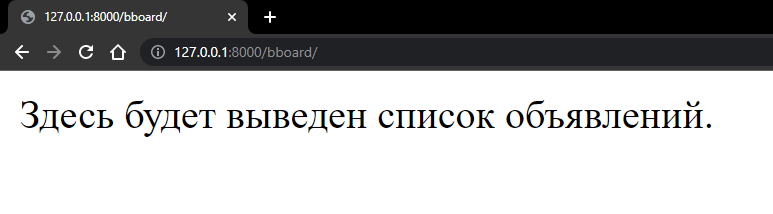 127.0.0.1:8000/bboard/
127.0.0.1:8000/bboard/
Здесь будет выведен список объявлений.